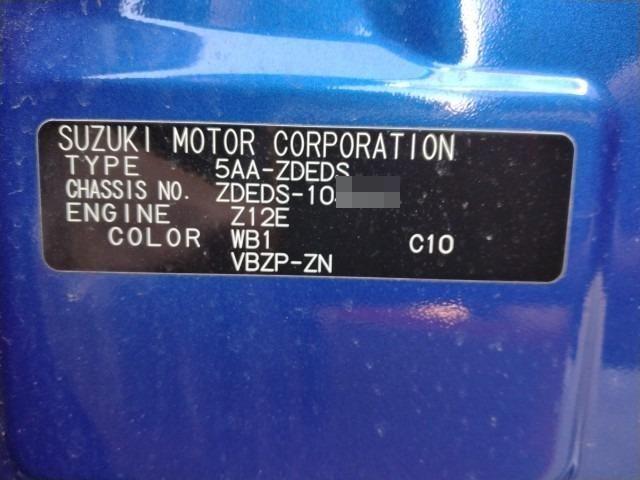 SUZUKI MOTOR CORPORATION
TYPE 5AA-ZDEDS
CHASSIS NO. ZDEDS-10
ENGINE Z12E
COLOR WB1 C10
VBZP-ZN